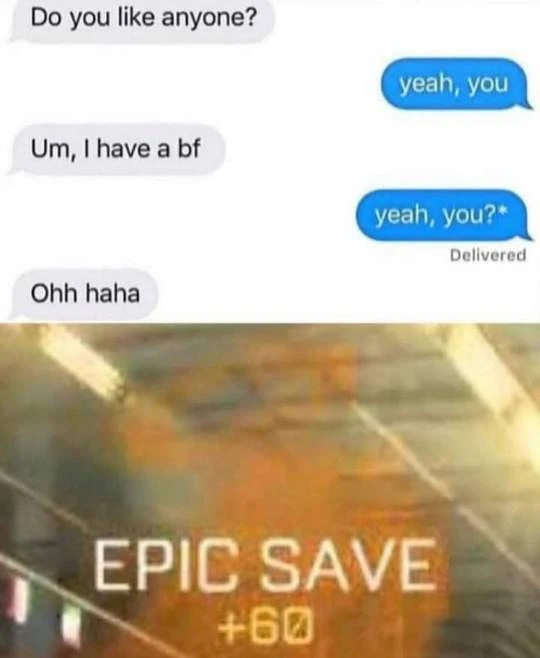 Do you like anyone?
yeah, you
Um, I have a bf
yeah, you?*
Delivered
Ohh haha
EPIC SAVE
+60